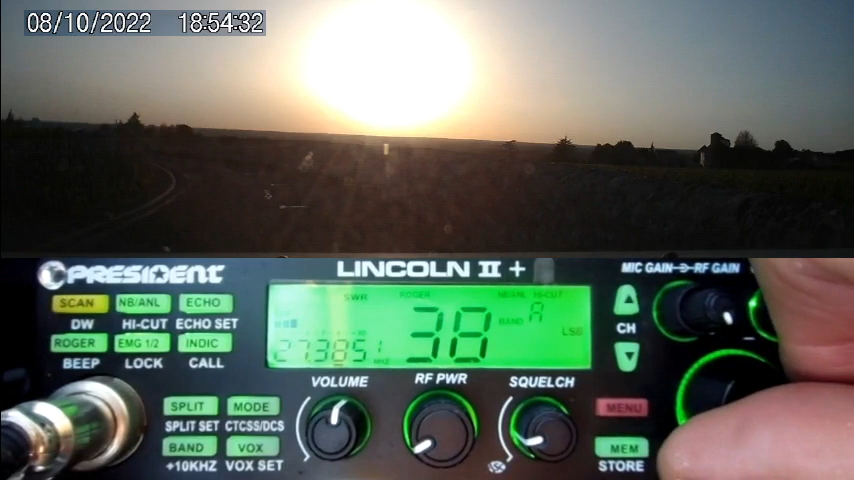 08/10/2022 18:54:32
PRESIDENT LINCOLN II + MIC GAIN RF GAIN
SCAN NB/ANL ECHO
DW HI-CUT ECHO SET
ROGER EMG 1/2 INDIC
BEEP LOCK CALL
SWR ROGER NB/ANL HI-CUT
38 BAND A
LSB
27.3851 MHZ
CH
VOLUME RF PWR SQUELCH
SPLIT MODE MENU
SPLIT SET CTCSS/DCS
BAND VOX MEM
+10KHZ VOX SET STORE